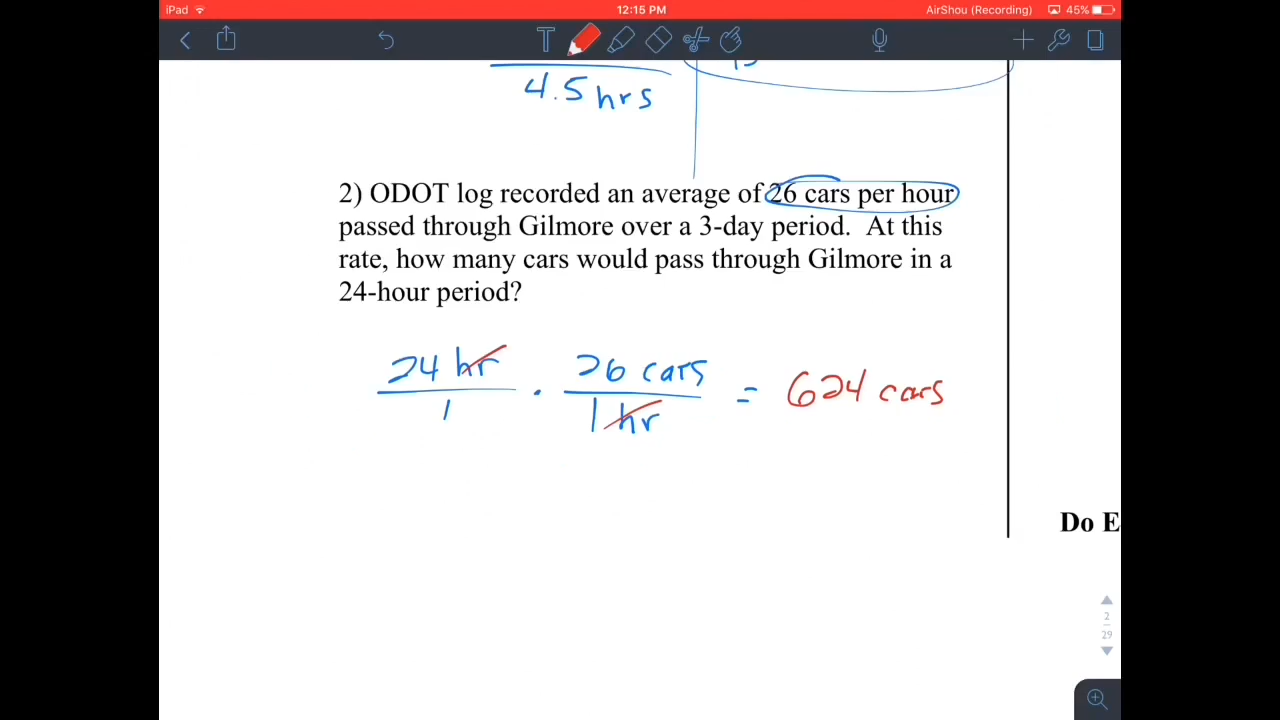 iPad 12:15 PM AirShou (Recording) 45%
4.5 hrs
2) ODOT log recorded an average of 26 cars per hour
passed through Gilmore over a 3-day period. At this
rate, how many cars would pass through Gilmore in a
24-hour period?
24 hr / 1 · 26 cars / 1 hr = 624 cars
Do E
2
29